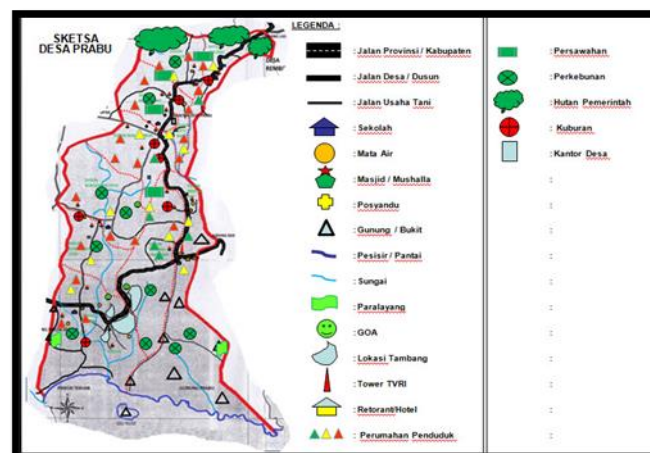 SKETSA
DESA PRABU
DESA
LEGENDA :
: Jalan Provinsi / Kabupaten
: Jalan Desa / Dusun
: Jalan Usaha Tani
: Sekolah
: Mata Air
: Masjid / Mushalla
: Posyandu
: Gunung / Bukit
: Pesisir / Pantai
: Sungai
: Paralayang
: GOA
: Lokasi Tambang
: Tower TVRI
: Retorant/Hotel
: Perumahan Penduduk
: Persawahan
: Perkebunan
: Hutan Pemerintah
: Kuburan
: Kantor Desa
:
:
:
:
:
:
:
:
:
:
: